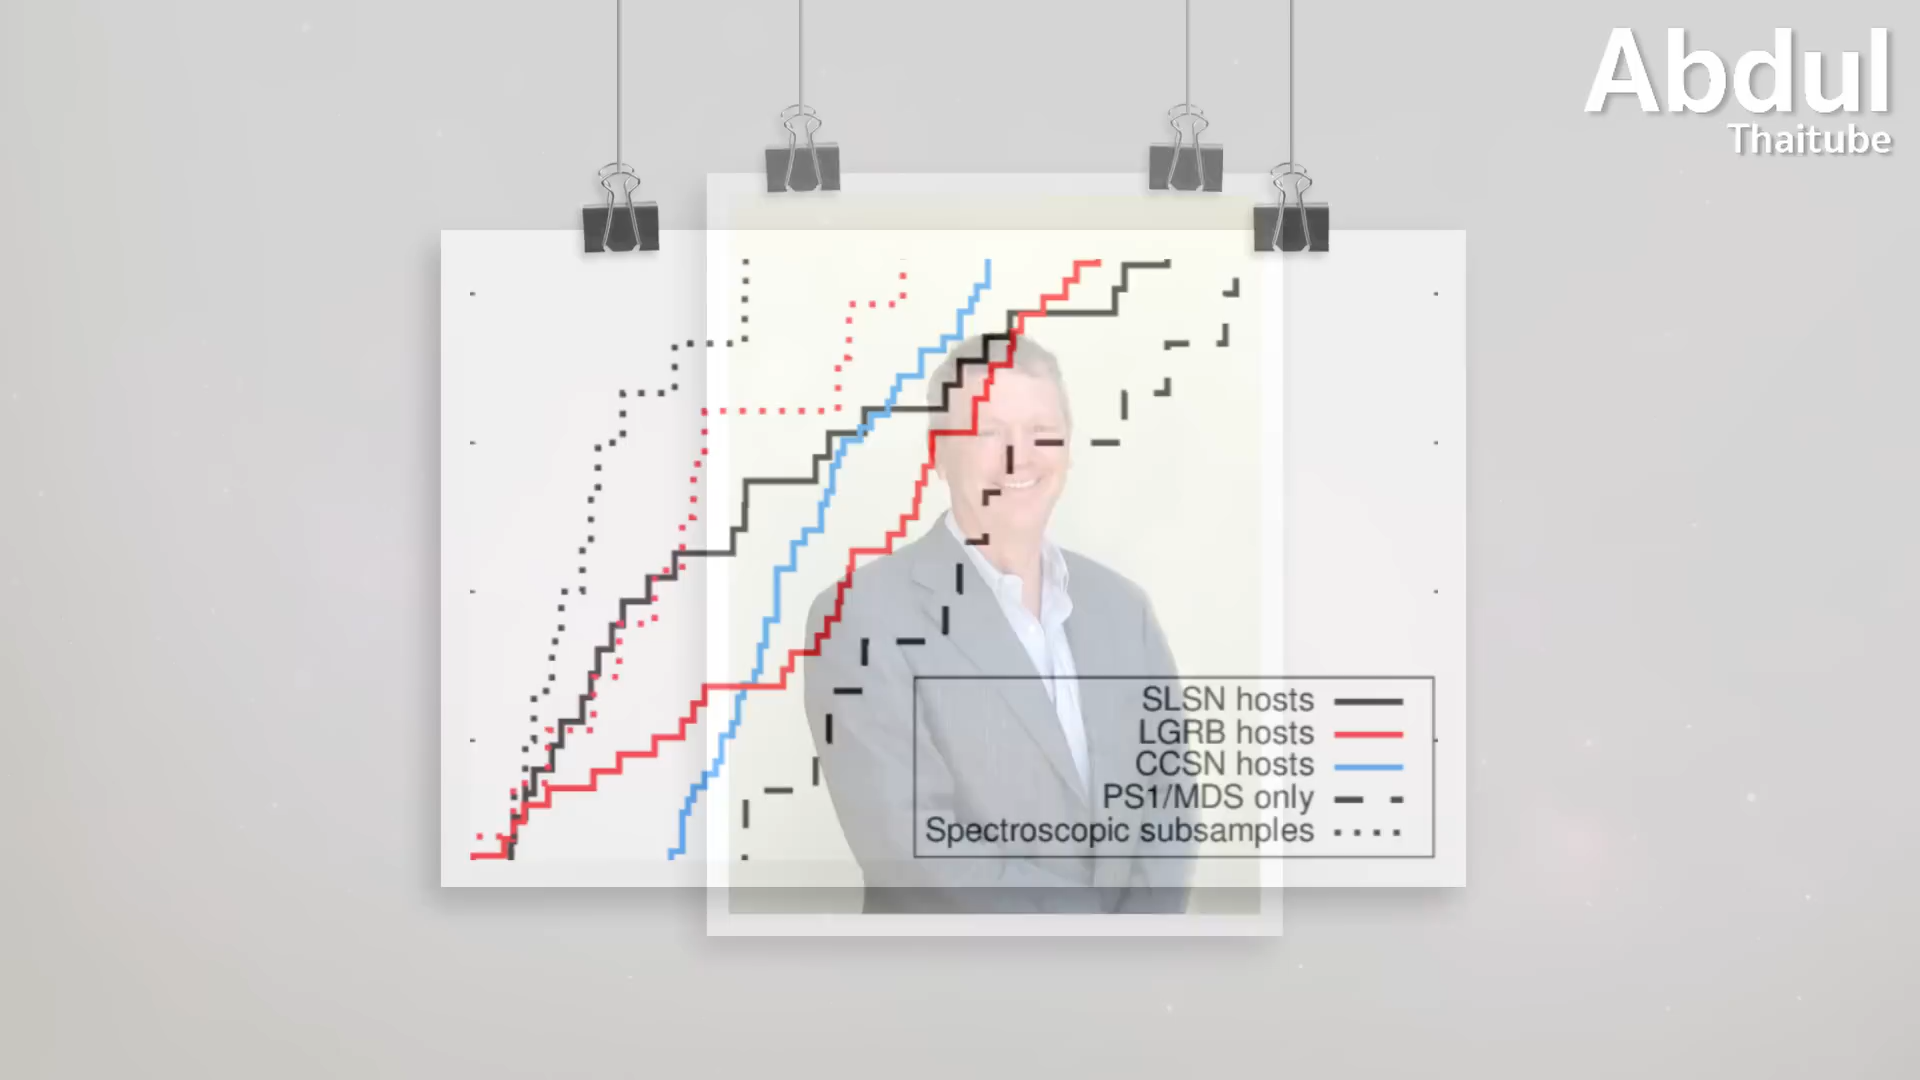 Abdul
Thaitube
SLSN hosts
LGRB hosts
CCSN hosts
PS1/MDS only
Spectroscopic subsamples